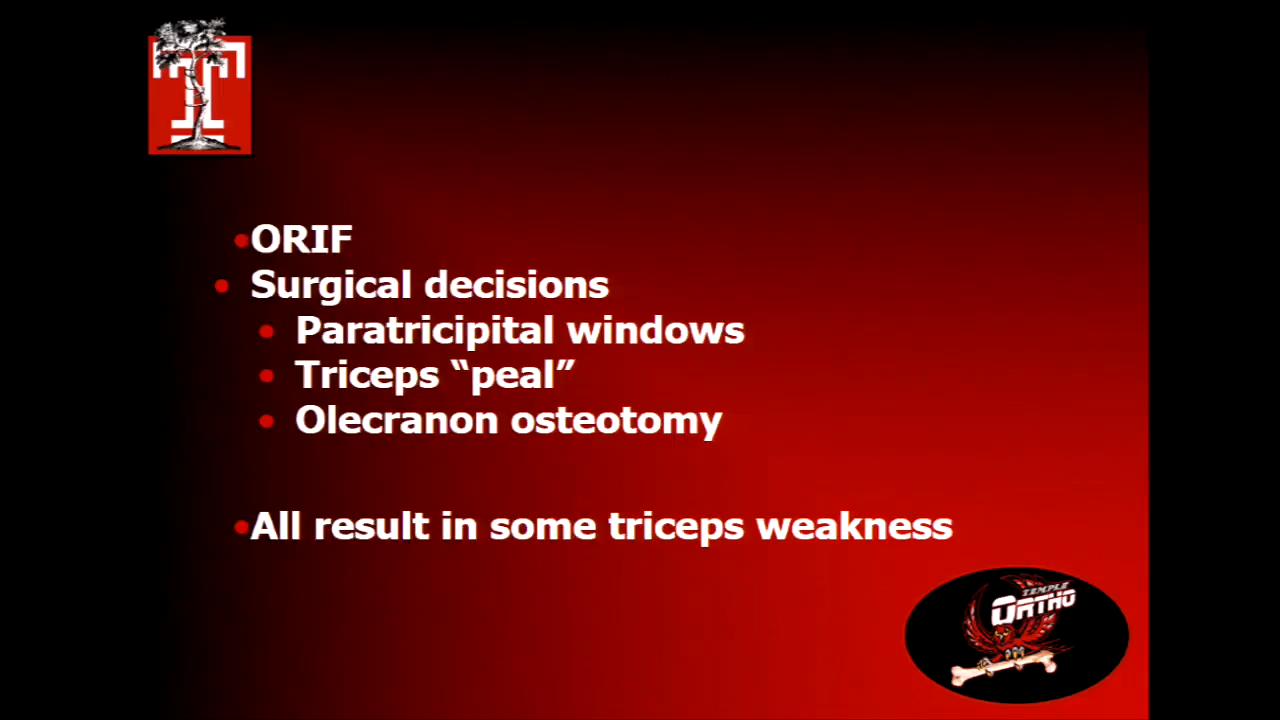 •ORIF
• Surgical decisions
• Paratricipital windows
• Triceps “peal”
• Olecranon osteotomy
•All result in some triceps weakness
TEMPLE
ORTHO